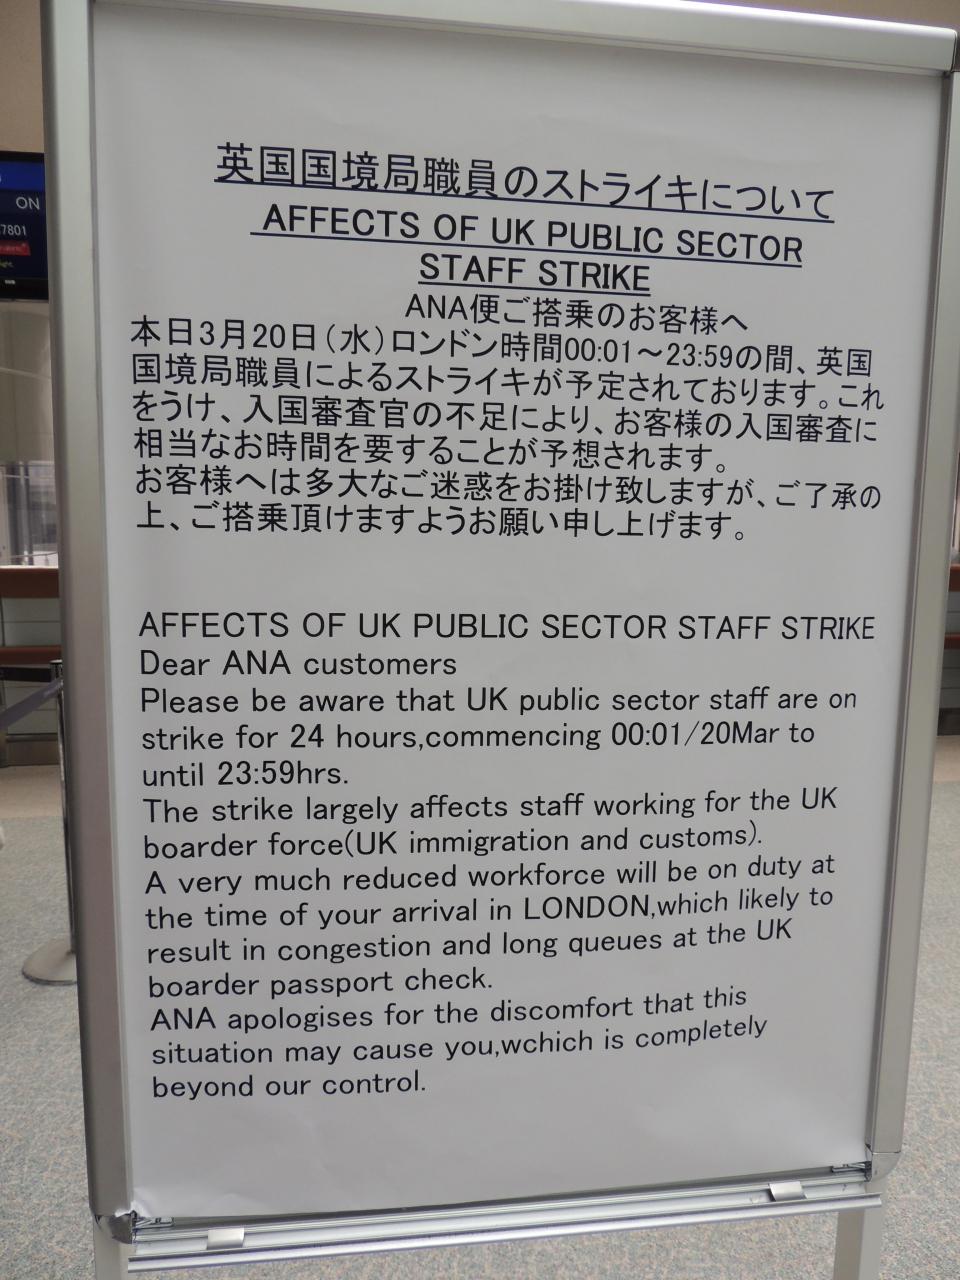 ON
7801
英国国境局職員のストライキについて
AFFECTS OF UK PUBLIC SECTOR
STAFF STRIKE
ANA便ご搭乗のお客様へ
本日3月20日(水)ロンドン時間00:01~23:59の間、英国
国境局職員によるストライキが予定されております。これ
をうけ、入国審査官の不足により、お客様の入国審査に
相当なお時間を要することが予想されます。
お客様へは多大なご迷惑をお掛け致しますが、ご了承の
上、ご搭乗頂けますようお願い申し上げます。
AFFECTS OF UK PUBLIC SECTOR STAFF STRIKE
Dear ANA customers
Please be aware that UK public sector staff are on
strike for 24 hours,commencing 00:01/20Mar to
until 23:59hrs.
The strike largely affects staff working for the UK
boarder force(UK immigration and customs).
A very much reduced workforce will be on duty at
the time of your arrival in LONDON,which likely to
result in congestion and long queues at the UK
boarder passport check.
ANA apologises for the discomfort that this
situation may cause you,wchich is completely
beyond our control.